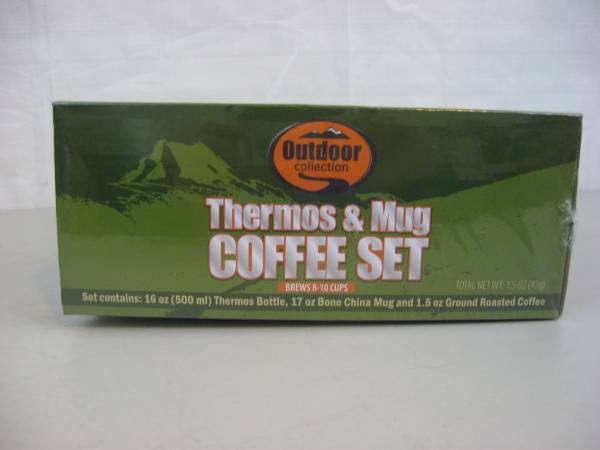 Outdoor
collection
Thermos & Mug
COFFEE SET
BREWS 8-10 CUPS
TOTAL NET WT. 1.5 OZ (42g)
Set contains: 16 oz (500 ml) Thermos Bottle, 17 oz Bone China Mug and 1.5 oz Ground Roasted Coffee